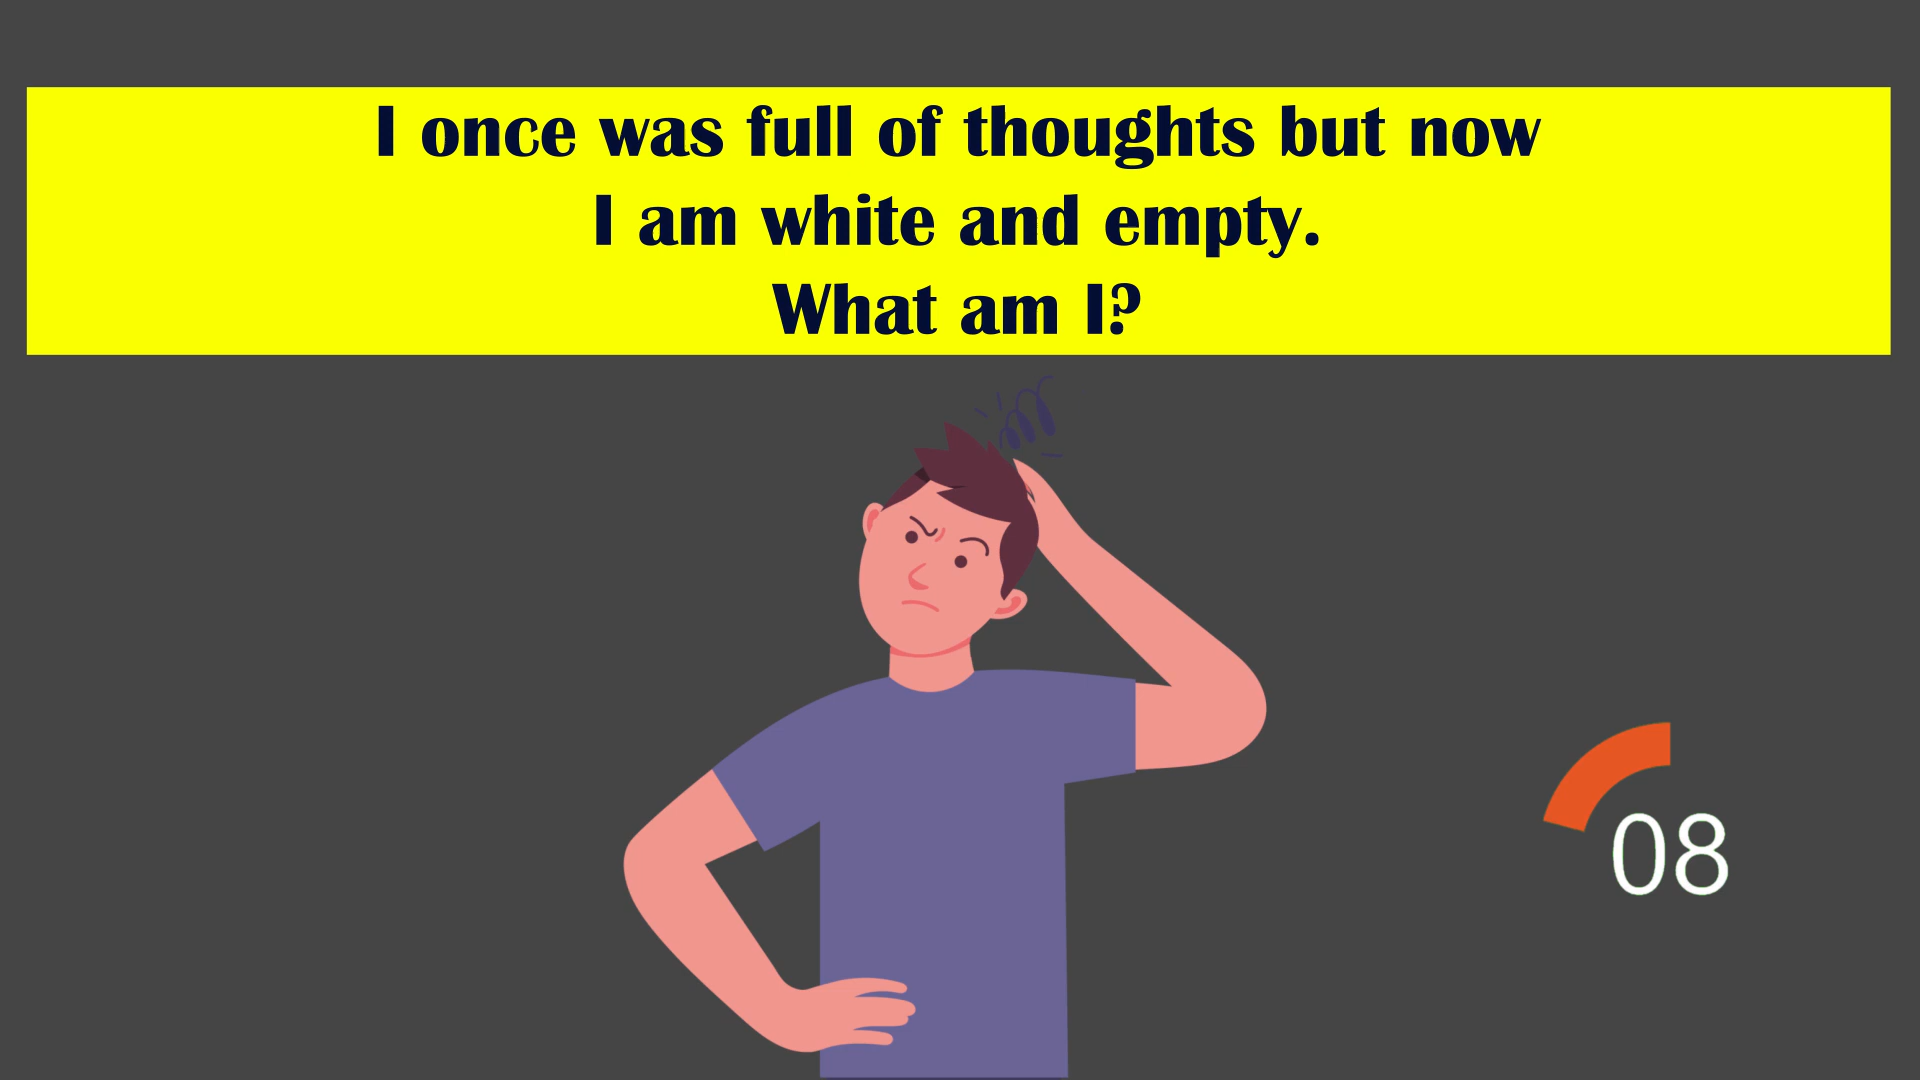 I once was full of thoughts but now
I am white and empty.
What am I?
08